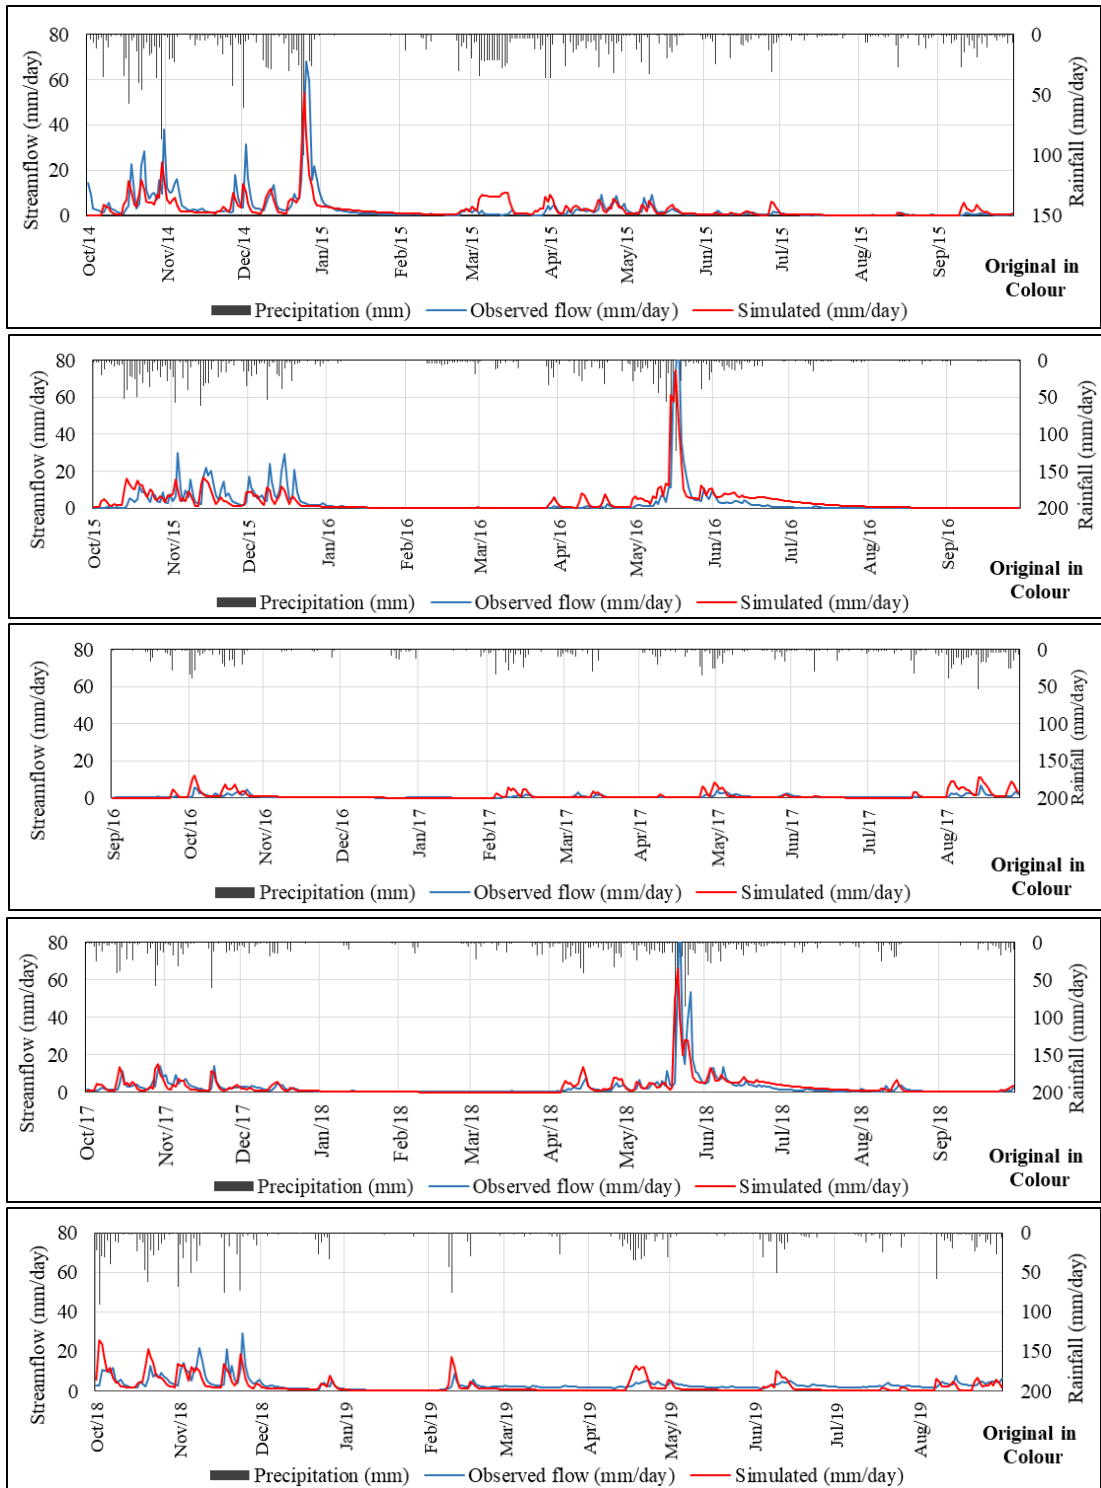 80
60
40
20
0
Streamflow (mm/day)
0
50
100
150
Rainfall (mm/day)
Oct/14
Nov/14
Dec/14
Jan/15
Feb/15
Mar/15
Apr/15
May/15
Jun/15
Jul/15
Aug/15
Sep/15
Original in
Colour
Precipitation (mm) Observed flow (mm/day) Simulated (mm/day)
80
60
40
20
0
Streamflow (mm/day)
0
50
100
150
200
Rainfall (mm/day)
Oct/15
Nov/15
Dec/15
Jan/16
Feb/16
Mar/16
Apr/16
May/16
Jun/16
Jul/16
Aug/16
Sep/16
Original in
Colour
Precipitation (mm) Observed flow (mm/day) Simulated (mm/day)
80
60
40
20
0
Streamflow (mm/day)
0
50
100
150
200
Rainfall (mm/day)
Sep/16
Oct/16
Nov/16
Dec/16
Jan/17
Feb/17
Mar/17
Apr/17
May/17
Jun/17
Jul/17
Aug/17
Original in
Colour
Precipitation (mm) Observed flow (mm/day) Simulated (mm/day)
80
60
40
20
0
Streamflow (mm/day)
0
50
100
150
200
Rainfall (mm/day)
Oct/17
Nov/17
Dec/17
Jan/18
Feb/18
Mar/18
Apr/18
May/18
Jun/18
Jul/18
Aug/18
Sep/18
Original in
Colour
Precipitation (mm) Observed flow (mm/day) Simulated (mm/day)
80
60
40
20
0
Streamflow (mm/day)
0
50
100
150
200
Rainfall (mm/day)
Oct/18
Nov/18
Dec/18
Jan/19
Feb/19
Mar/19
Apr/19
May/19
Jun/19
Jul/19
Aug/19
Original in
Colour
Precipitation (mm) Observed flow (mm/day) Simulated (mm/day)